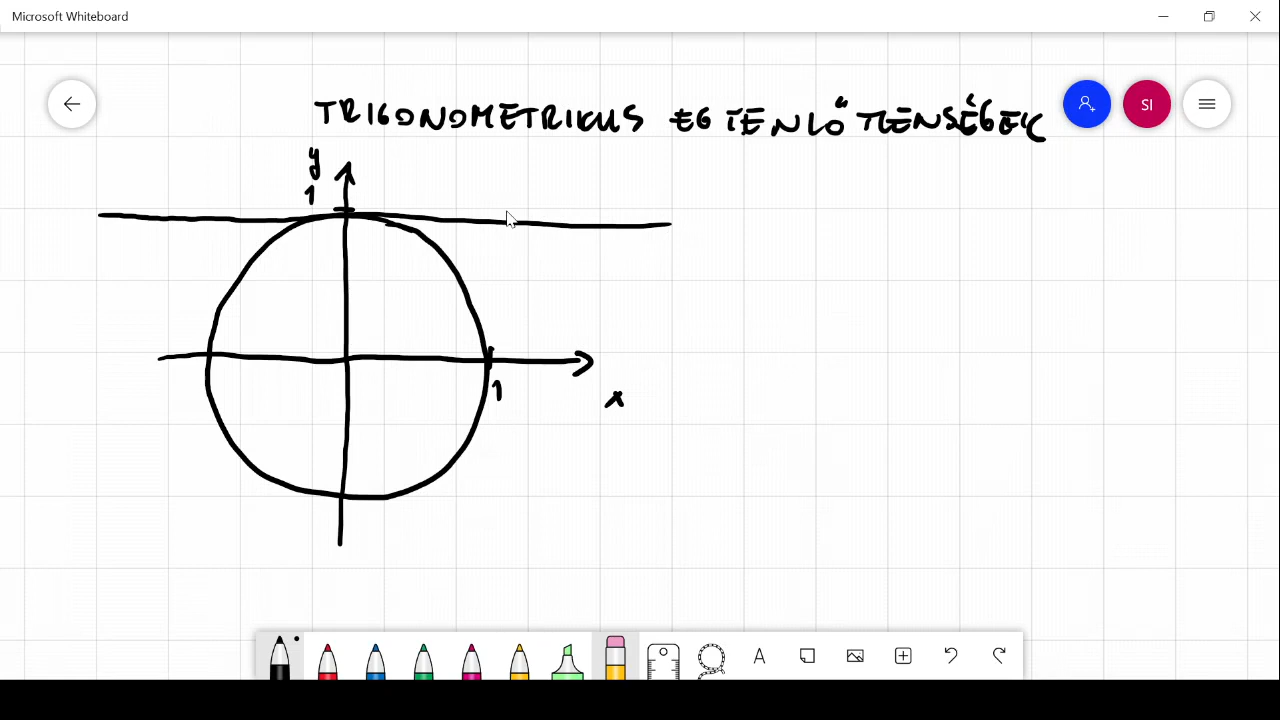 Microsoft Whiteboard
TRIGONOMETRIKUS EGYENLŐTLENSÉGEK
SI
y
1
1
x
A